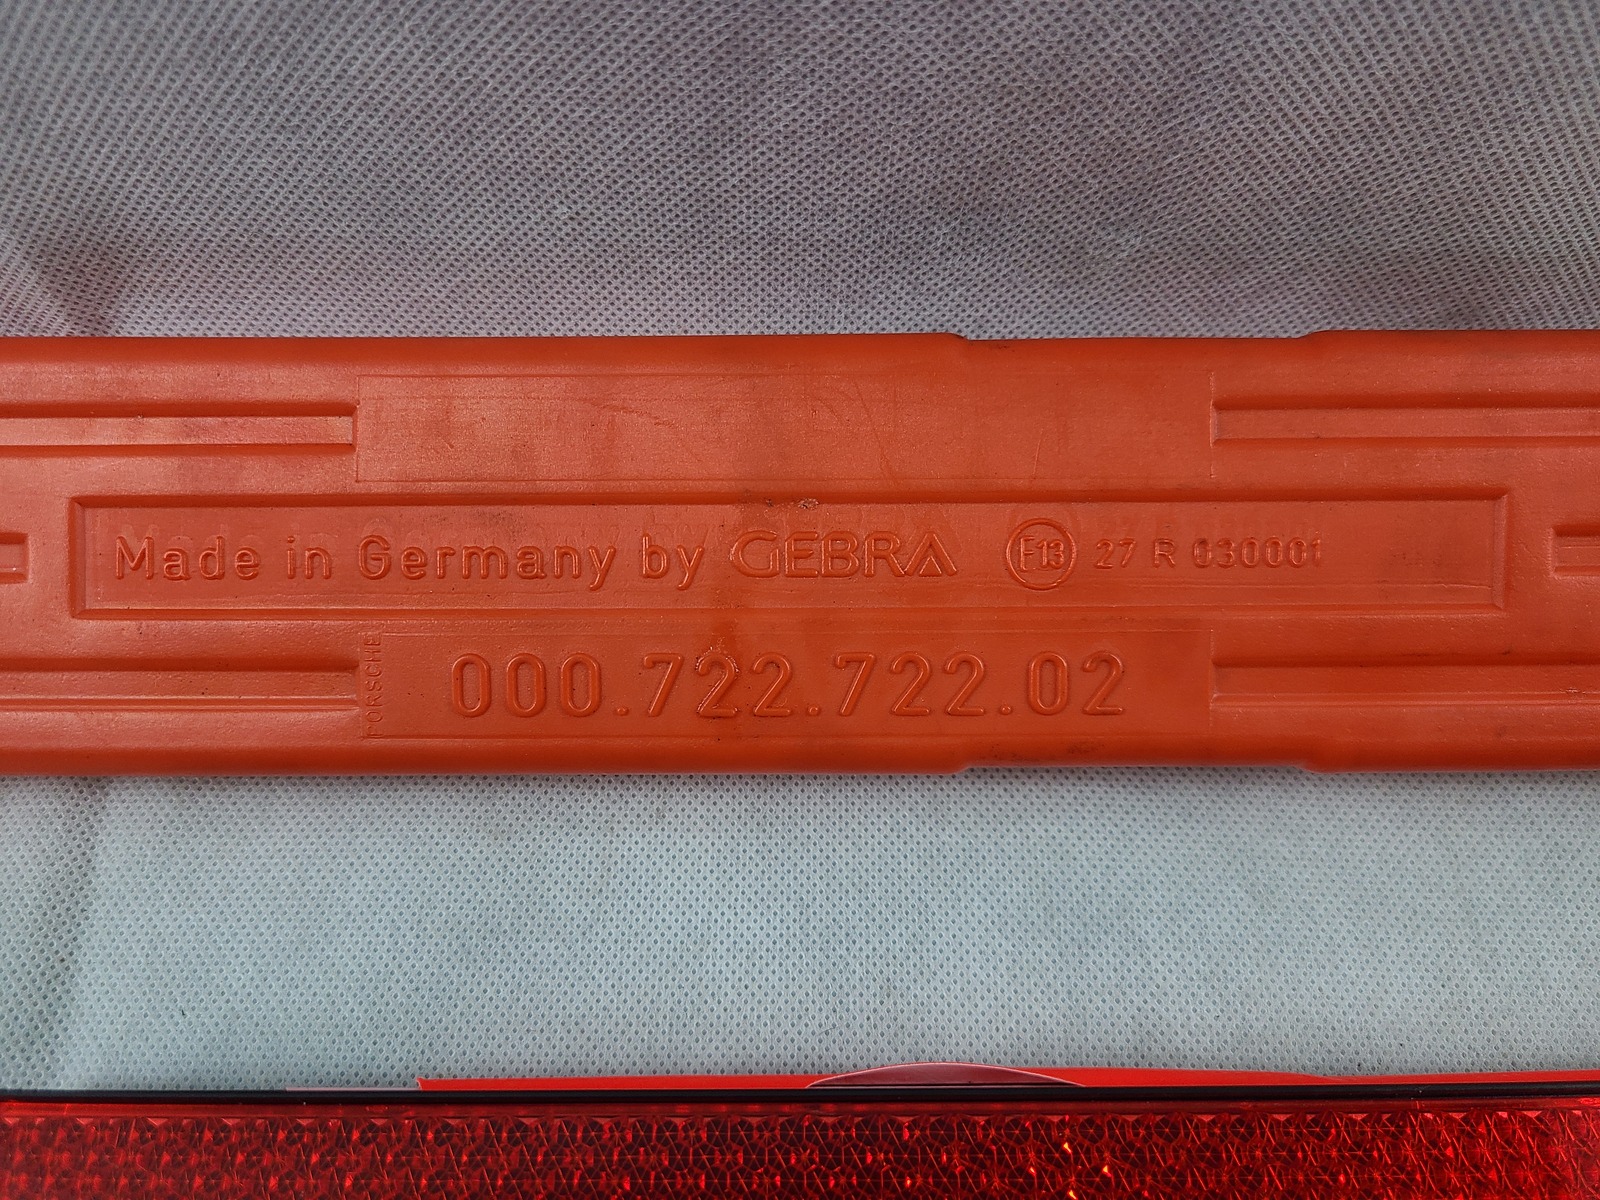 Made in Germany by GEBRA E13 27 R 030001
PORSCHE
000.722.722.02